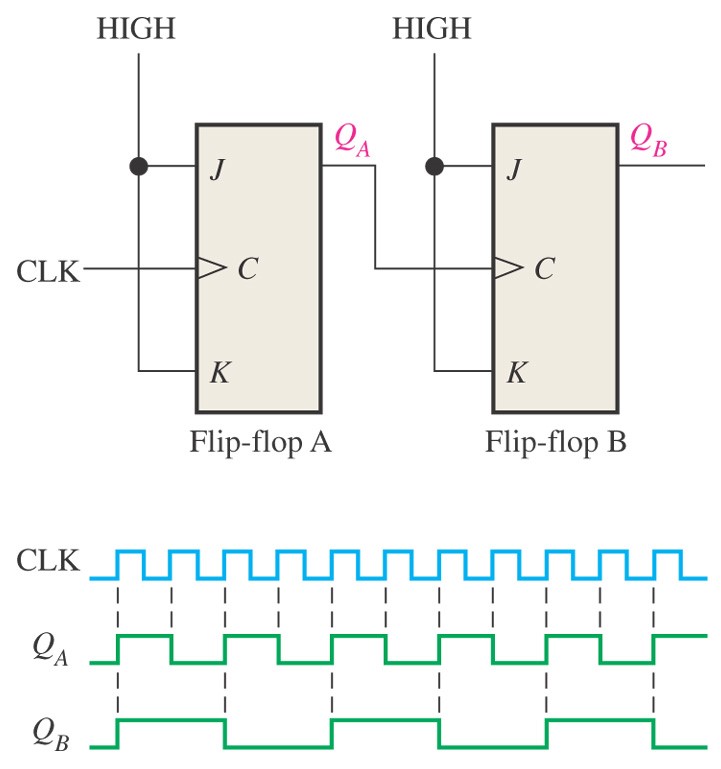 HIGH HIGH
Q_A Q_B
J J
CLK C C
K K
Flip-flop A Flip-flop B
CLK
Q_A
Q_B